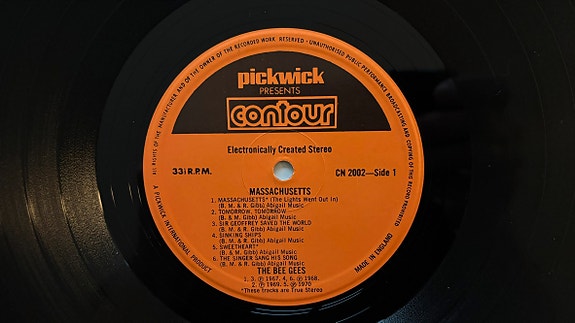 ALL RIGHTS OF THE MANUFACTURER AND OF THE OWNER OF THE RECORDED WORK RESERVED - UNAUTHORISED PUBLIC PERFORMANCE BROADCASTING AND COPYING OF THIS RECORD PROHIBITED
pickwick
PRESENTS
contour
Electronically Created Stereo
33⅓ R.P.M.
CN 2002—Side 1
MASSACHUSETTS
1. MASSACHUSETTS* (The Lights Went Out In)
(B. M. & R. Gibb) Abigail Music
2. TOMORROW, TOMORROW
(B. & M. Gibb) Abigail Music
3. SIR GEOFFREY SAVED THE WORLD
(B. M. & R. Gibb) Abigail Music
4. SINKING SHIPS
(B. M. & R. Gibb) Abigail Music
5. SWEETHEART*
(B. & M. Gibb) Abigail Music
6. THE SINGER SANG HIS SONG
(B. M. & R. Gibb) Abigail Music
THE BEE GEES
1. 3. ℗ 1967. 4. 6. ℗ 1968.
2. ℗ 1969. 5. ℗ 1970
*These tracks are True Stereo
A PICKWICK INTERNATIONAL PRODUCT
MADE IN ENGLAND